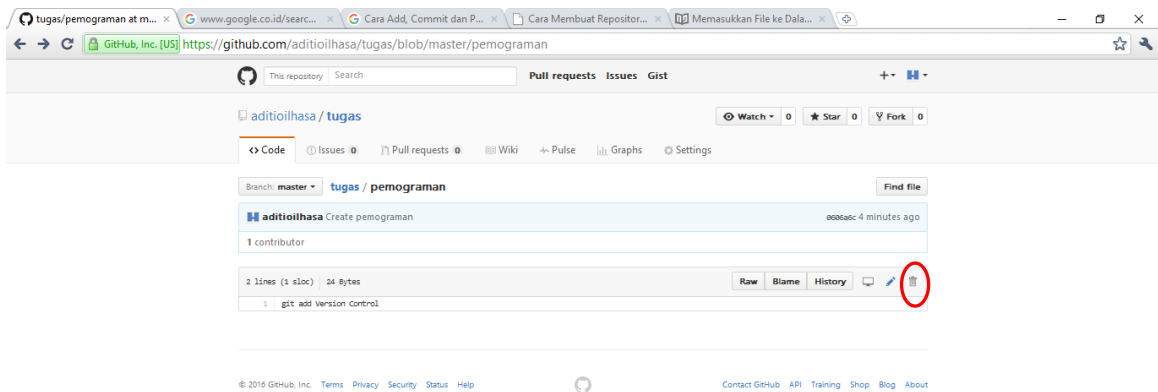 tugas/pemograman at m...
www.google.co.id/searc...
Cara Add, Commit dan P...
Cara Membuat Repositor...
Memasukkan File ke Dala...
GitHub, Inc. [US] https://github.com/aditioilhasa/tugas/blob/master/pemograman
This repository Search Pull requests Issues Gist
aditioilhasa / tugas Watch 0 Star 0 Fork 0
Code Issues 0 Pull requests 0 Wiki Pulse Graphs Settings
Branch: master tugas / pemograman Find file
aditioilhasa Create pemograman 0606a6c 4 minutes ago
1 contributor
2 lines (1 sloc) 24 Bytes Raw Blame History
1 git add Version Control
© 2016 GitHub, Inc. Terms Privacy Security Status Help Contact GitHub API Training Shop Blog About